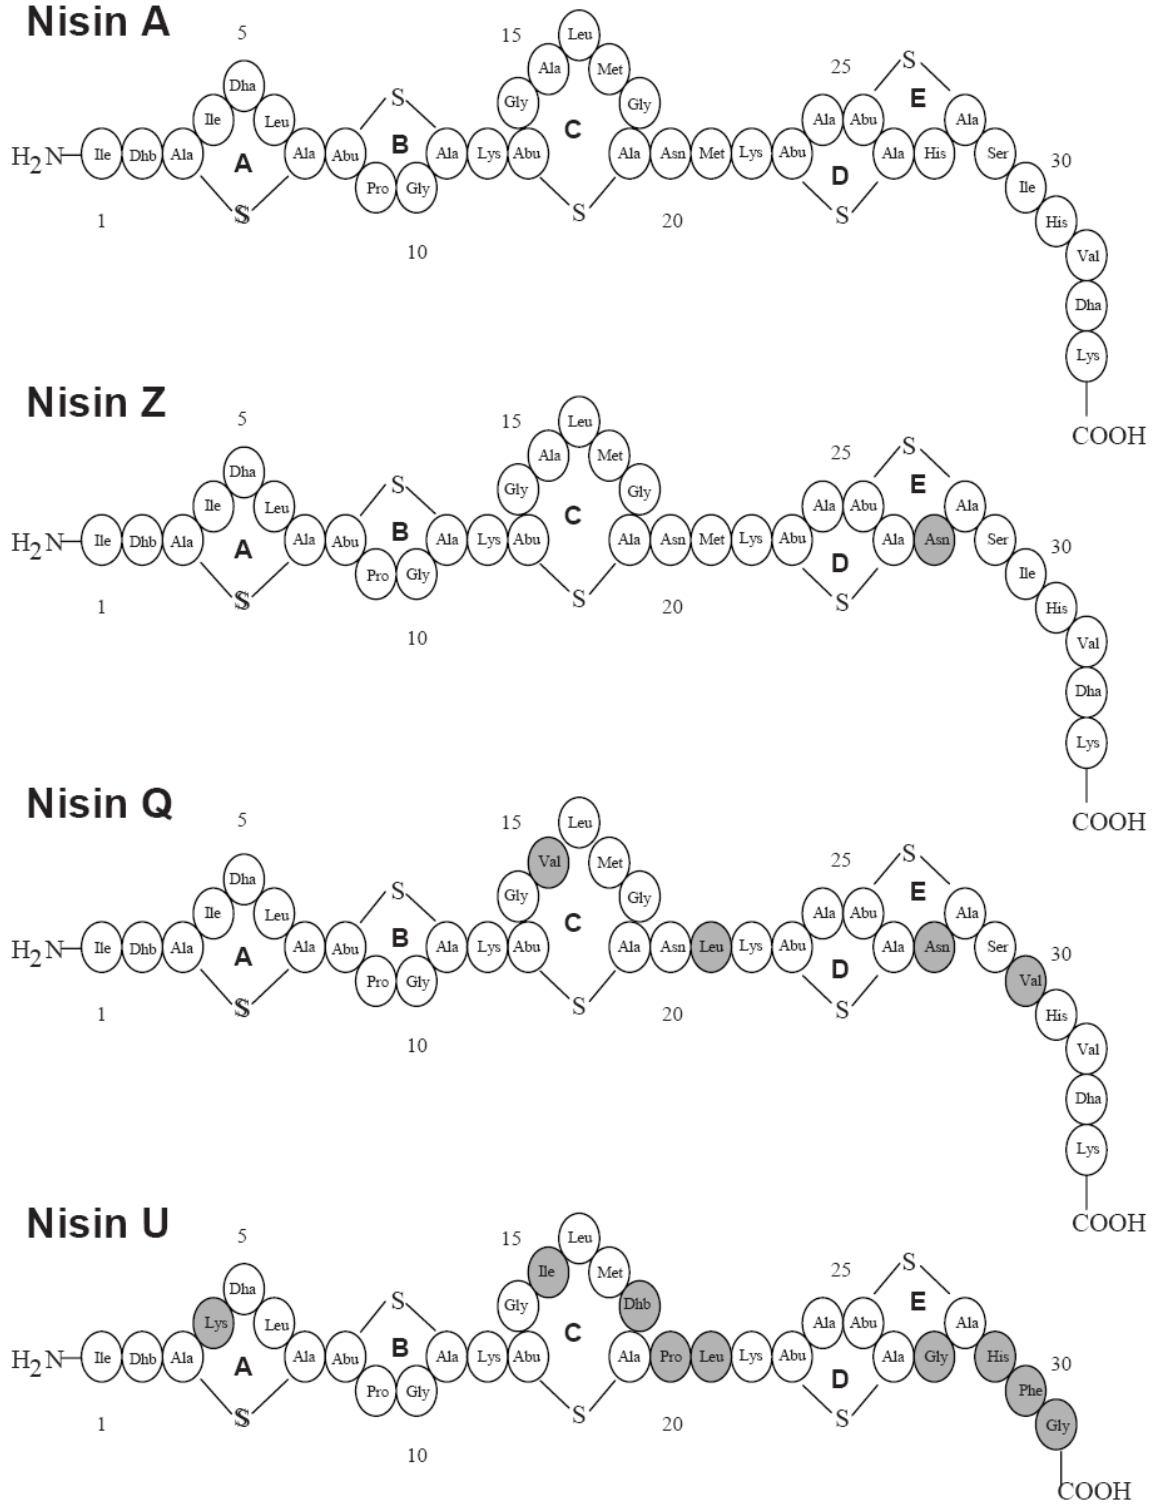 Nisin A
5 15 25 30
Dha Leu S
Ile Leu S Gly Ala Met Gly Ala Abu E Ala
H2N Ile Dhb Ala A Ala Abu B Ala Lys Abu C Ala Asn Met Lys Abu D Ala His Ser
Pro Gly Ile
S S S His
1 10 20 Val
Dha
Lys
COOH
Nisin Z
5 15 25 30
Dha Leu S
Ile Leu S Gly Ala Met Gly Ala Abu E Ala
H2N Ile Dhb Ala A Ala Abu B Ala Lys Abu C Ala Asn Met Lys Abu D Ala Asn Ser
Pro Gly Ile
S S S His
1 10 20 Val
Dha
Lys
COOH
Nisin Q
5 15 25 30
Dha Leu S
Ile Leu S Gly Val Met Gly Ala Abu E Ala
H2N Ile Dhb Ala A Ala Abu B Ala Lys Abu C Ala Asn Leu Lys Abu D Ala Asn Ser
Pro Gly Val
S S S His
1 10 20 Val
Dha
Lys
COOH
Nisin U
5 15 25 30
Dha Leu S
Lys Leu S Gly Ile Met Dhb Ala Abu E Ala
H2N Ile Dhb Ala A Ala Abu B Ala Lys Abu C Ala Pro Leu Lys Abu D Ala Gly His
Pro Gly Phe
S S S Gly
1 10 20
COOH